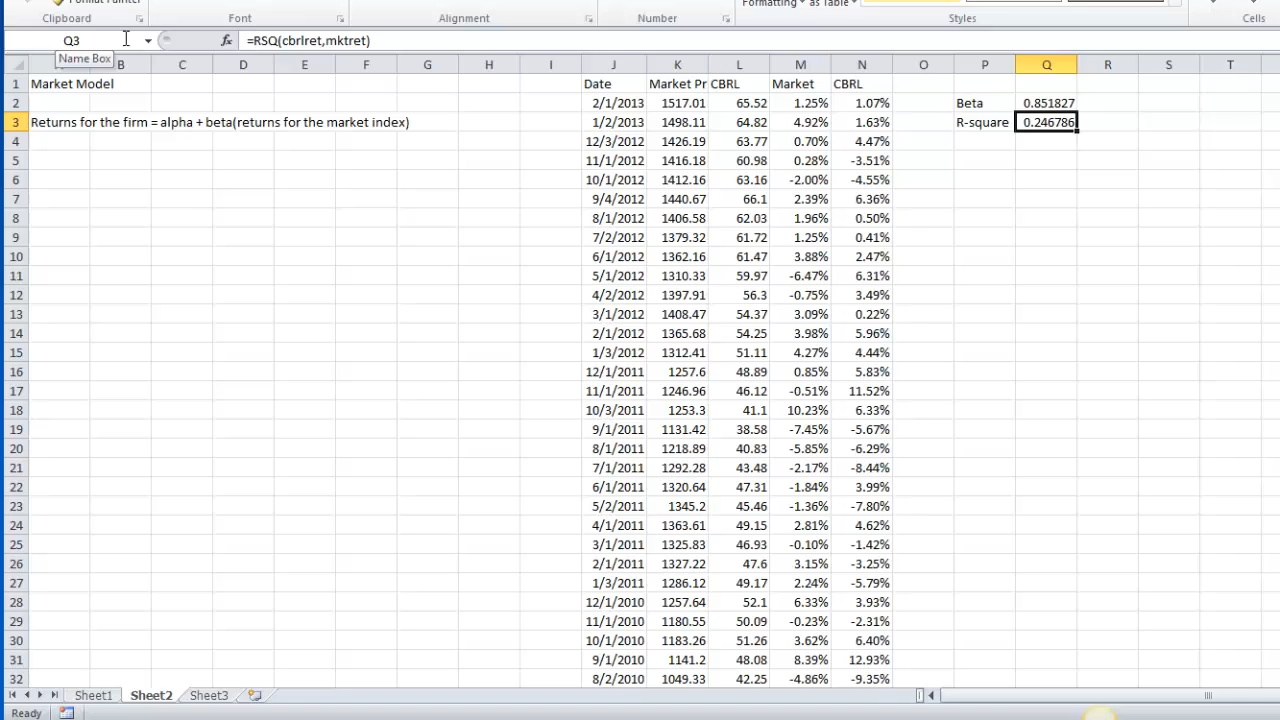 Format Painter
Formatting as Table
Clipboard Font Alignment Number Styles Cells
Q3 fx =RSQ(cbrlret,mktret)
Name Box
A B C D E F G H I J K L M N O P Q R S T
1 Market Model Date Market Pr CBRL Market CBRL
2 2/1/2013 1517.01 65.52 1.25% 1.07% Beta 0.851827
3 Returns for the firm = alpha + beta(returns for the market index) 1/2/2013 1498.11 64.82 4.92% 1.63% R-square 0.246786
4 12/3/2012 1426.19 63.77 0.70% 4.47%
5 11/1/2012 1416.18 60.98 0.28% -3.51%
6 10/1/2012 1412.16 63.16 -2.00% -4.55%
7 9/4/2012 1440.67 66.1 2.39% 6.36%
8 8/1/2012 1406.58 62.03 1.96% 0.50%
9 7/2/2012 1379.32 61.72 1.25% 0.41%
10 6/1/2012 1362.16 61.47 3.88% 2.47%
11 5/1/2012 1310.33 59.97 -6.47% 6.31%
12 4/2/2012 1397.91 56.3 -0.75% 3.49%
13 3/1/2012 1408.47 54.37 3.09% 0.22%
14 2/1/2012 1365.68 54.25 3.98% 5.96%
15 1/3/2012 1312.41 51.11 4.27% 4.44%
16 12/1/2011 1257.6 48.89 0.85% 5.83%
17 11/1/2011 1246.96 46.12 -0.51% 11.52%
18 10/3/2011 1253.3 41.1 10.23% 6.33%
19 9/1/2011 1131.42 38.58 -7.45% -5.67%
20 8/1/2011 1218.89 40.83 -5.85% -6.29%
21 7/1/2011 1292.28 43.48 -2.17% -8.44%
22 6/1/2011 1320.64 47.31 -1.84% 3.99%
23 5/2/2011 1345.2 45.46 -1.36% -7.80%
24 4/1/2011 1363.61 49.15 2.81% 4.62%
25 3/1/2011 1325.83 46.93 -0.10% -1.42%
26 2/1/2011 1327.22 47.6 3.15% -3.25%
27 1/3/2011 1286.12 49.17 2.24% -5.79%
28 12/1/2010 1257.64 52.1 6.33% 3.93%
29 11/1/2010 1180.55 50.09 -0.23% -2.31%
30 10/1/2010 1183.26 51.26 3.62% 6.40%
31 9/1/2010 1141.2 48.08 8.39% 12.93%
32 8/2/2010 1049.33 42.25 -4.86% -9.35%
Sheet1 Sheet2 Sheet3
Ready